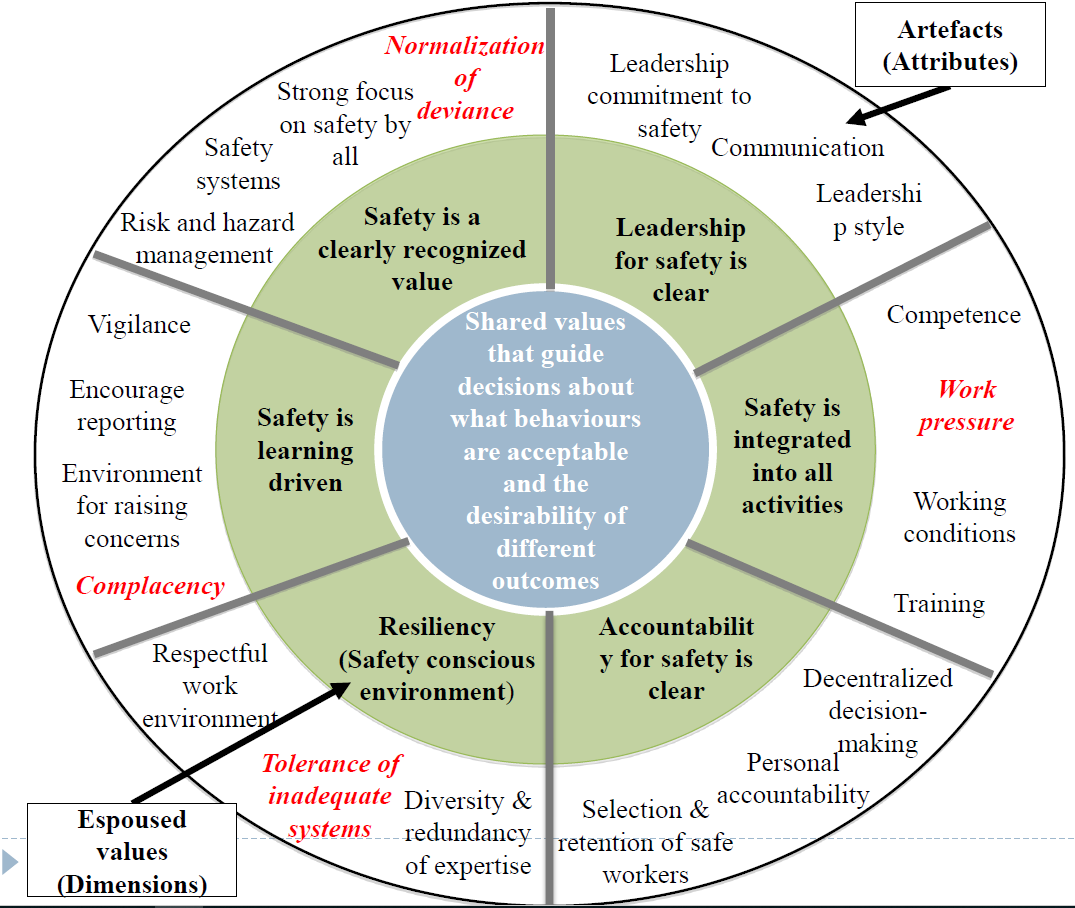 Artefacts
(Attributes)
Normalization
of
deviance
Strong focus
on safety by
all
Safety
systems
Risk and hazard
management
Leadership
commitment to
safety
Communication
Leadershi
p style
Safety is a
clearly recognized
value
Leadership
for safety is
clear
Vigilance
Encourage
reporting
Environment
for raising
concerns
Complacency
Safety is
learning
driven
Shared values
that guide
decisions about
what behaviours
are acceptable
and the
desirability of
different
outcomes
Safety is
integrated
into all
activities
Competence
Work
pressure
Working
conditions
Training
Resiliency
(Safety conscious
environment)
Accountabilit
y for safety is
clear
Respectful
work
environment
Tolerance of
inadequate
systems
Diversity &
redundancy
of expertise
Decentralized
decision-
making
Personal
accountability
Selection &
retention of safe
workers
Espoused
values
(Dimensions)